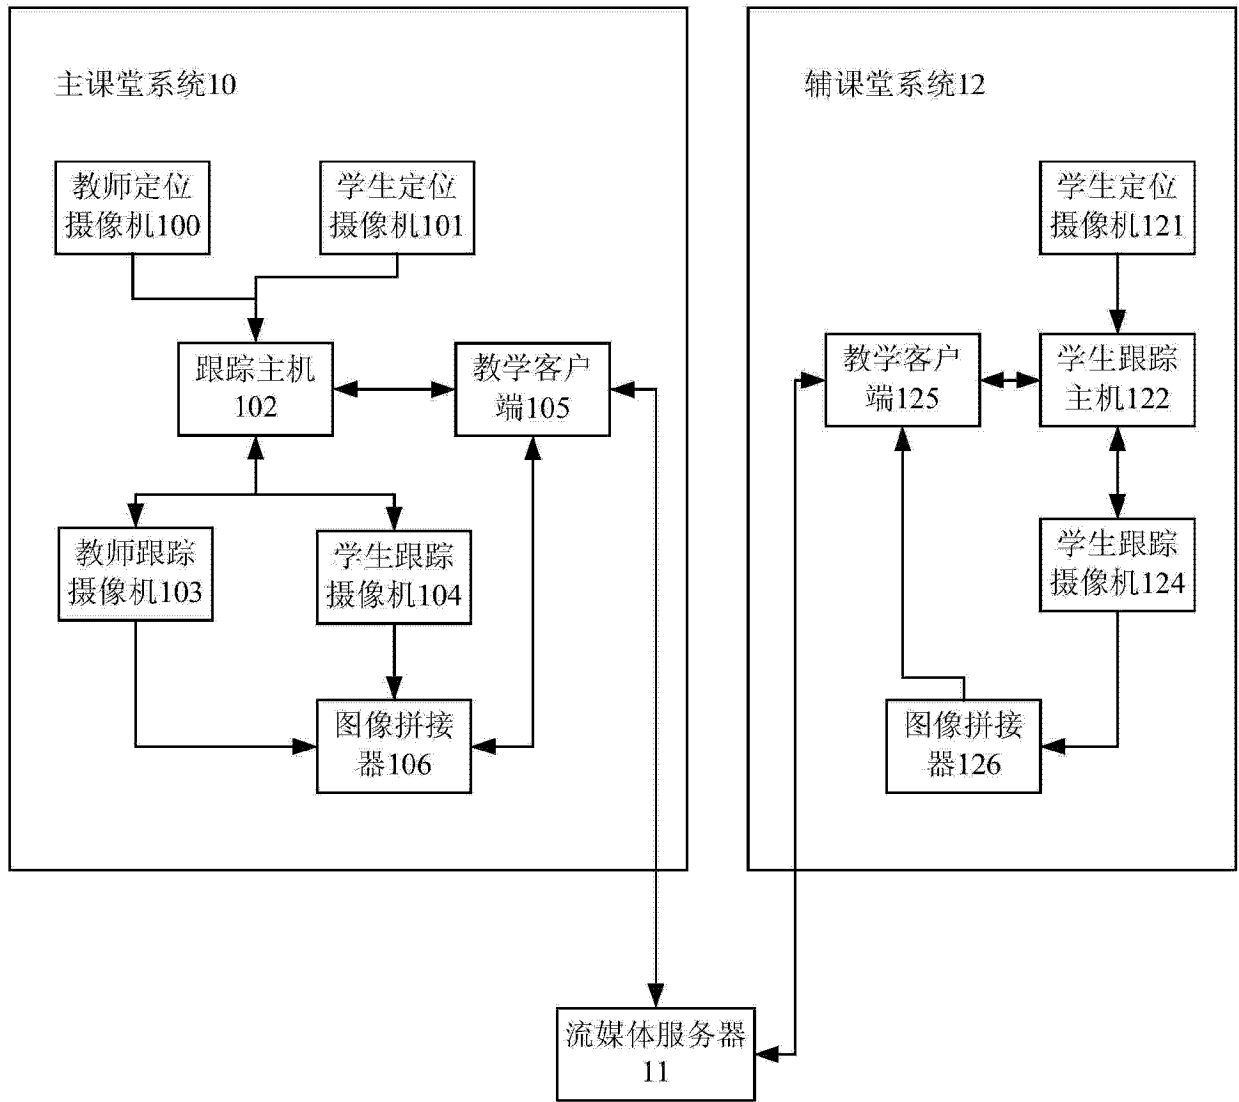 主课堂系统10
教师定位
摄像机100
学生定位
摄像机101
跟踪主机
102
教学客户
端105
教师跟踪
摄像机103
学生跟踪
摄像机104
图像拼接
器106
辅课堂系统12
学生定位
摄像机121
教学客户
端125
学生跟踪
主机122
学生跟踪
摄像机124
图像拼接
器126
流媒体服务器
11